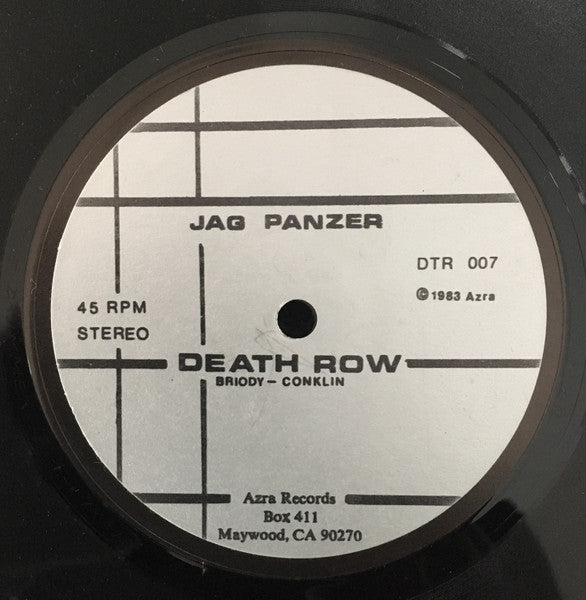 JAG PANZER
DTR 007
©1983 Azra
45 RPM
STEREO
DEATH ROW
BRIODY - CONKLIN
Azra Records
Box 411
Maywood, CA 90270